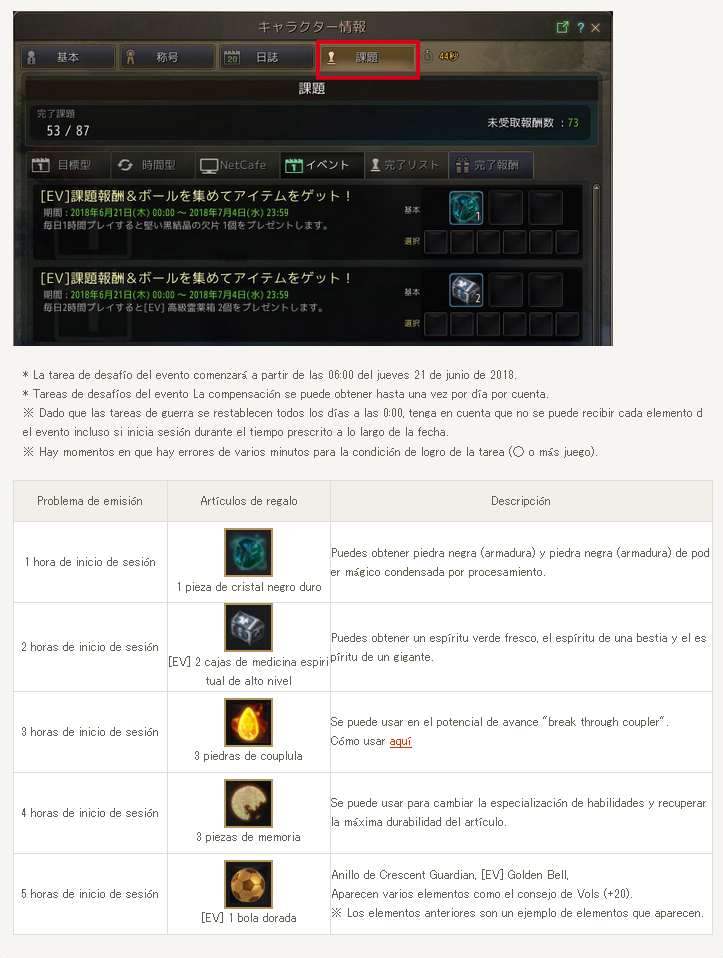 キャラクター情報
?
基本
称号
20
日誌
課題
44秒
課題
完了課題
53 / 87
未受取報酬数 : 73
1
目標型
時間型
NetCafe
1
イベント
完了リスト
完了報酬
[EV]課題報酬＆ボールを集めてアイテムをゲット！
期間 : 2018年6月21日(木) 00:00 ～ 2018年7月4日(水) 23:59
毎日1時間プレイすると堅い黒結晶の欠片 1個をプレゼントします。
基本
1
選択
[EV]課題報酬＆ボールを集めてアイテムをゲット！
期間 : 2018年6月21日(木) 00:00 ～ 2018年7月4日(水) 23:59
毎日2時間プレイすると[EV] 高級霊薬箱 2個をプレゼントします。
基本
2
選択
* La tarea de desafío del evento comenzará a partir de las 06:00 del jueves 21 de junio de 2018.
* Tareas de desafíos del evento La compensación se puede obtener hasta una vez por día por cuenta.
※ Dado que las tareas de guerra se restablecen todos los días a las 0:00, tenga en cuenta que no se puede recibir cada elemento d
el evento incluso si inicia sesión durante el tiempo prescrito a lo largo de la fecha.
※ Hay momentos en que hay errores de varios minutos para la condición de logro de la tarea (〇 o más juego).
Problema de emisión
Artículos de regalo
Descripción
1 hora de inicio de sesión
1 pieza de cristal negro duro
Puedes obtener piedra negra (armadura) y piedra negra (armadura) de pod
er mágico condensada por procesamiento.
2 horas de inicio de sesión
[EV] 2 cajas de medicina espiri
tual de alto nivel
Puedes obtener un espíritu verde fresco, el espíritu de una bestia y el es
píritu de un gigante.
3 horas de inicio de sesión
3 piedras de couplula
Se puede usar en el potencial de avance "break through coupler".
Cómo usar aquí
4 horas de inicio de sesión
3 piezas de memoria
Se puede usar para cambiar la especialización de habilidades y recuperar
la máxima durabilidad del artículo.
5 horas de inicio de sesión
[EV] 1 bola dorada
Anillo de Crescent Guardian, [EV] Golden Bell,
Aparecen varios elementos como el consejo de Vols (+20).
※ Los elementos anteriores son un ejemplo de elementos que aparecen.